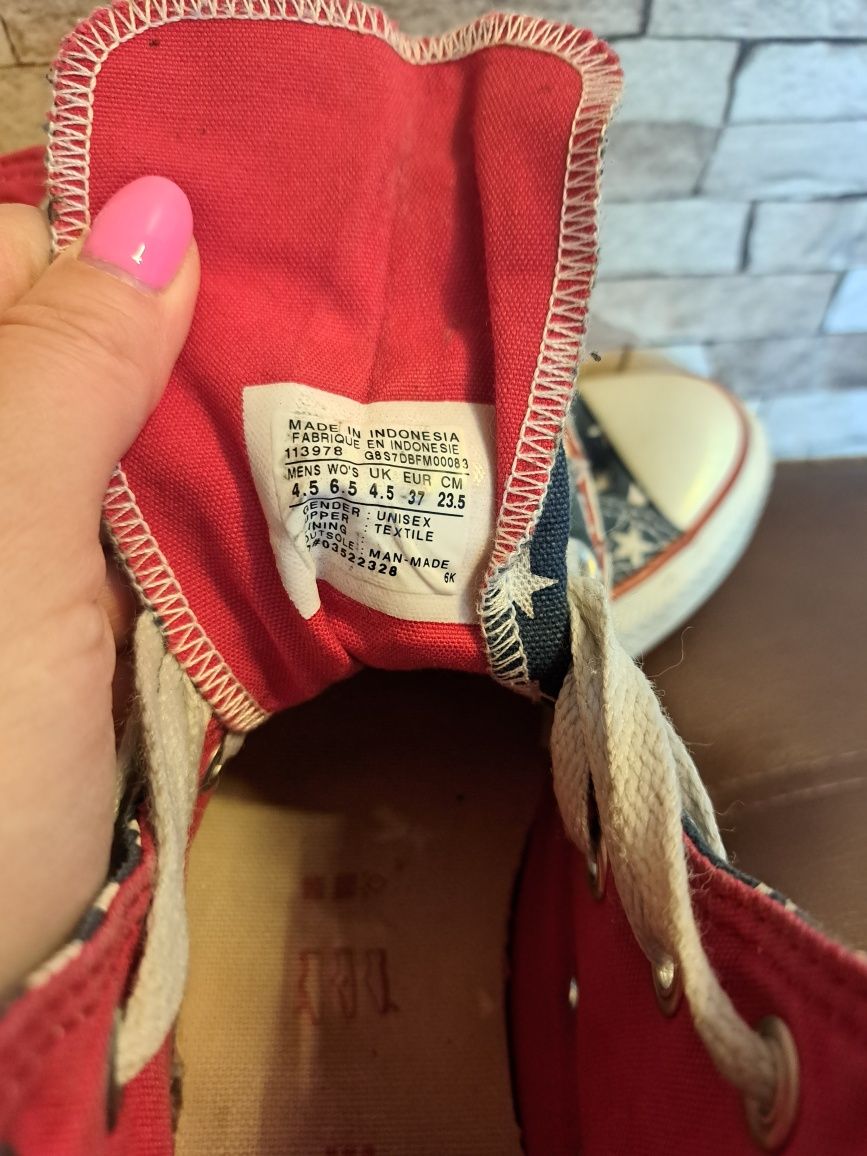 MADE IN INDONESIA
FABRIQUE EN INDONESIE
113978 G8S7DBFM00083
MENS WO'S UK EUR CM
4.5 6.5 4.5 37 23.5
GENDER : UNISEX
UPPER : TEXTILE
LINING :
OUTSOLE : MAN-MADE
#03522328 6K